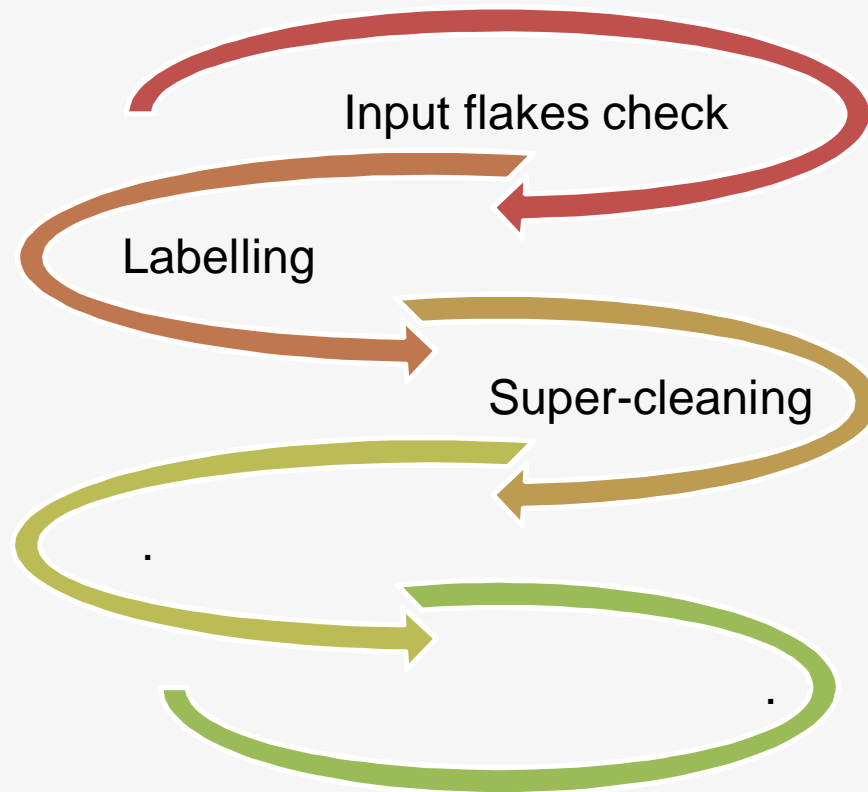 Input flakes check
Labelling
Super-cleaning
.
.